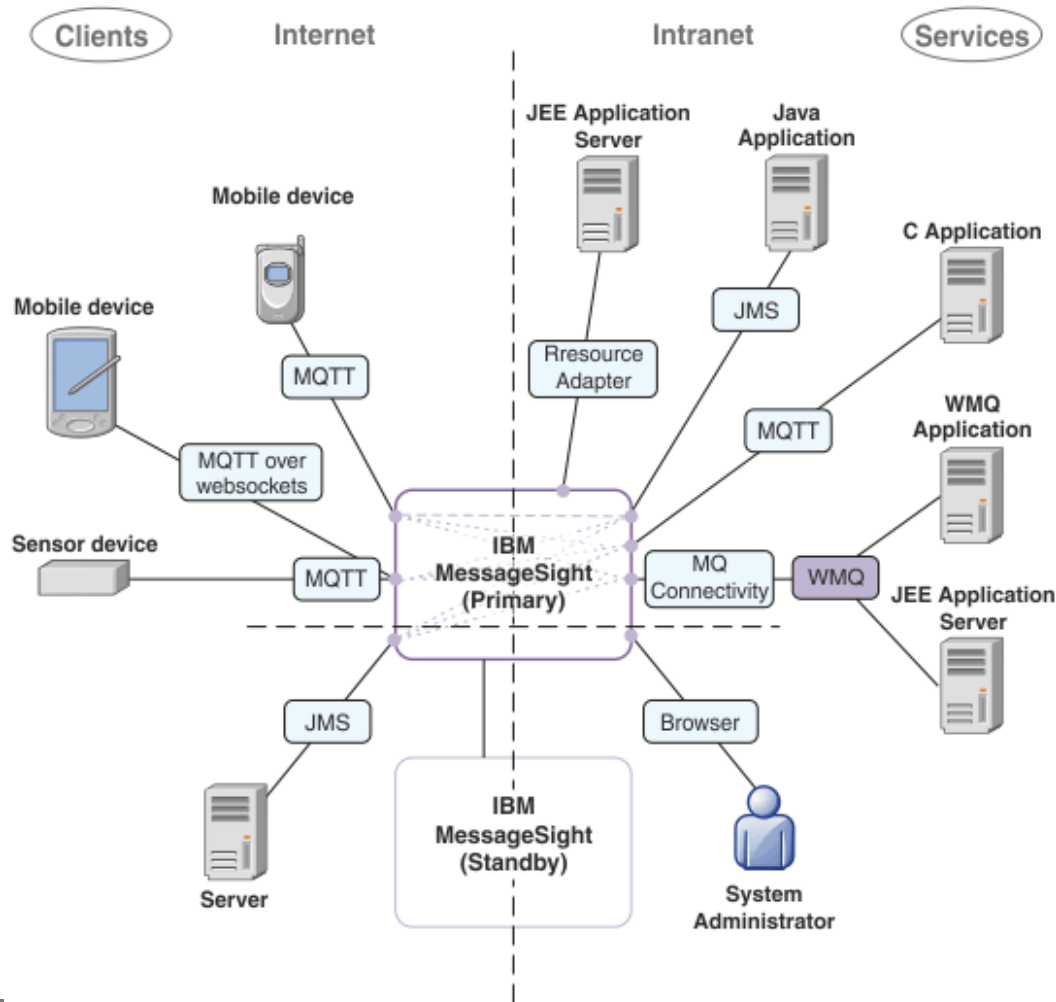 Clients
Internet
Intranet
Services
JEE Application
Server
Java
Application
Mobile device
C Application
Mobile device
JMS
Rresource
Adapter
MQTT
WMQ
Application
MQTT
MQTT over
websockets
Sensor device
MQTT
IBM
MessageSight
(Primary)
MQ
Connectivity
WMQ
JEE Application
Server
JMS
Browser
IBM
MessageSight
(Standby)
Server
System
Administrator